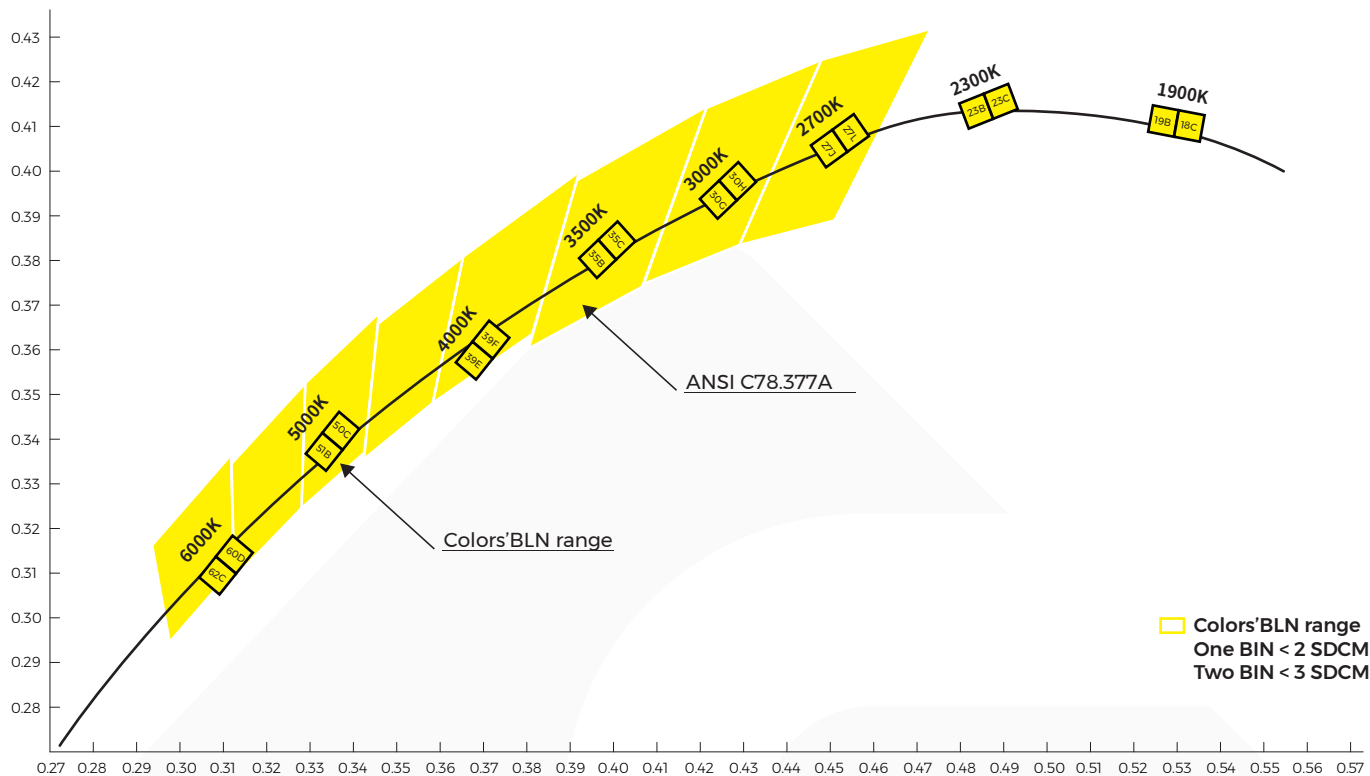 0.43
0.42
0.41
0.40
0.39
0.38
0.37
0.36
0.35
0.34
0.33
0.32
0.31
0.30
0.29
0.28
0.27 0.28 0.29 0.30 0.31 0.32 0.33 0.34 0.35 0.36 0.37 0.38 0.39 0.40 0.41 0.42 0.43 0.44 0.45 0.46 0.48 0.49 0.50 0.51 0.52 0.53 0.54 0.55 0.56 0.57
6000K
62C 60D
5000K
51B 50C
4000K
39E 39F
3500K
35B 35C
3000K
30G 30H
2700K
27J 27L
2300K
23B 23C
1900K
19B 18C
ANSI C78.377A
Colors'BLN range
Colors'BLN range
One BIN < 2 SDCM
Two BIN < 3 SDCM